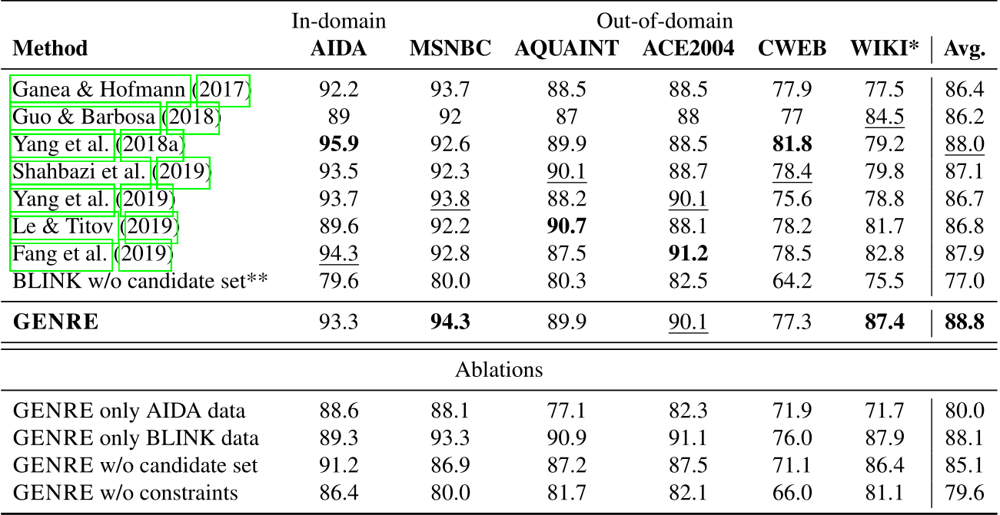 In-domain Out-of-domain
Method AIDA MSNBC AQUAINT ACE2004 CWEB WIKI* Avg.
Ganea & Hofmann (2017) 92.2 93.7 88.5 88.5 77.9 77.5 86.4
Guo & Barbosa (2018) 89 92 87 88 77 84.5 86.2
Yang et al. (2018a) 95.9 92.6 89.9 88.5 81.8 79.2 88.0
Shahbazi et al. (2019) 93.5 92.3 90.1 88.7 78.4 79.8 87.1
Yang et al. (2019) 93.7 93.8 88.2 90.1 75.6 78.8 86.7
Le & Titov (2019) 89.6 92.2 90.7 88.1 78.2 81.7 86.8
Fang et al. (2019) 94.3 92.8 87.5 91.2 78.5 82.8 87.9
BLINK w/o candidate set** 79.6 80.0 80.3 82.5 64.2 75.5 77.0
GENRE 93.3 94.3 89.9 90.1 77.3 87.4 88.8
Ablations
GENRE only AIDA data 88.6 88.1 77.1 82.3 71.9 71.7 80.0
GENRE only BLINK data 89.3 93.3 90.9 91.1 76.0 87.9 88.1
GENRE w/o candidate set 91.2 86.9 87.2 87.5 71.1 86.4 85.1
GENRE w/o constraints 86.4 80.0 81.7 82.1 66.0 81.1 79.6